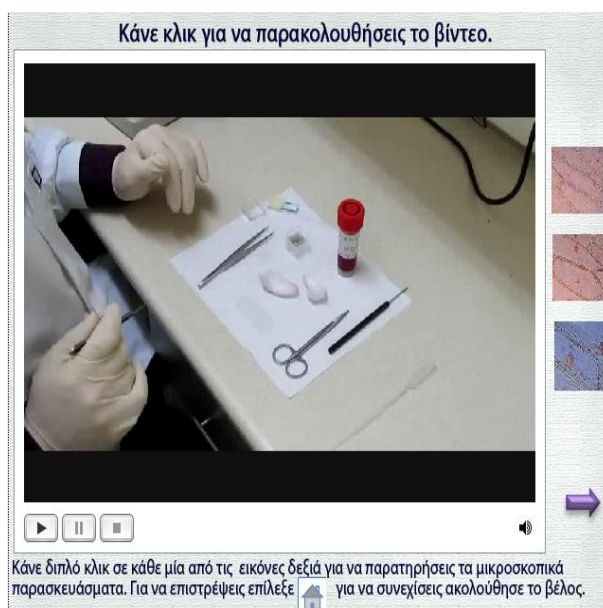 Κάνε κλικ για να παρακολουθήσεις το βίντεο.
Κάνε διπλό κλικ σε κάθε μία από τις εικόνες δεξιά για να παρατηρήσεις τα μικροσκοπικά
παρασκευάσματα. Για να επιστρέψεις επίλεξε για να συνεχίσεις ακολούθησε το βέλος.